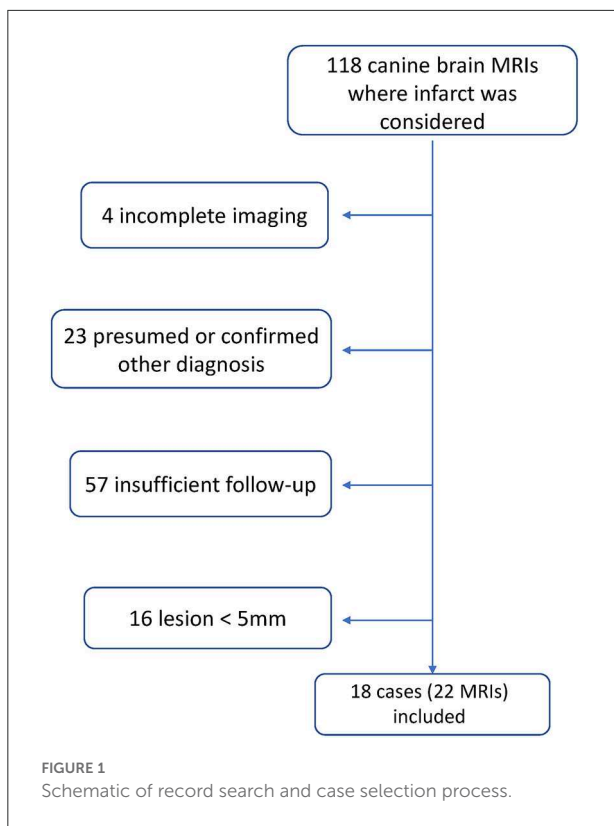 118 canine brain MRIs
where infarct was
considered
4 incomplete imaging
23 presumed or confirmed
other diagnosis
57 insufficient follow-up
16 lesion < 5mm
18 cases (22 MRIs)
included
FIGURE 1
Schematic of record search and case selection process.